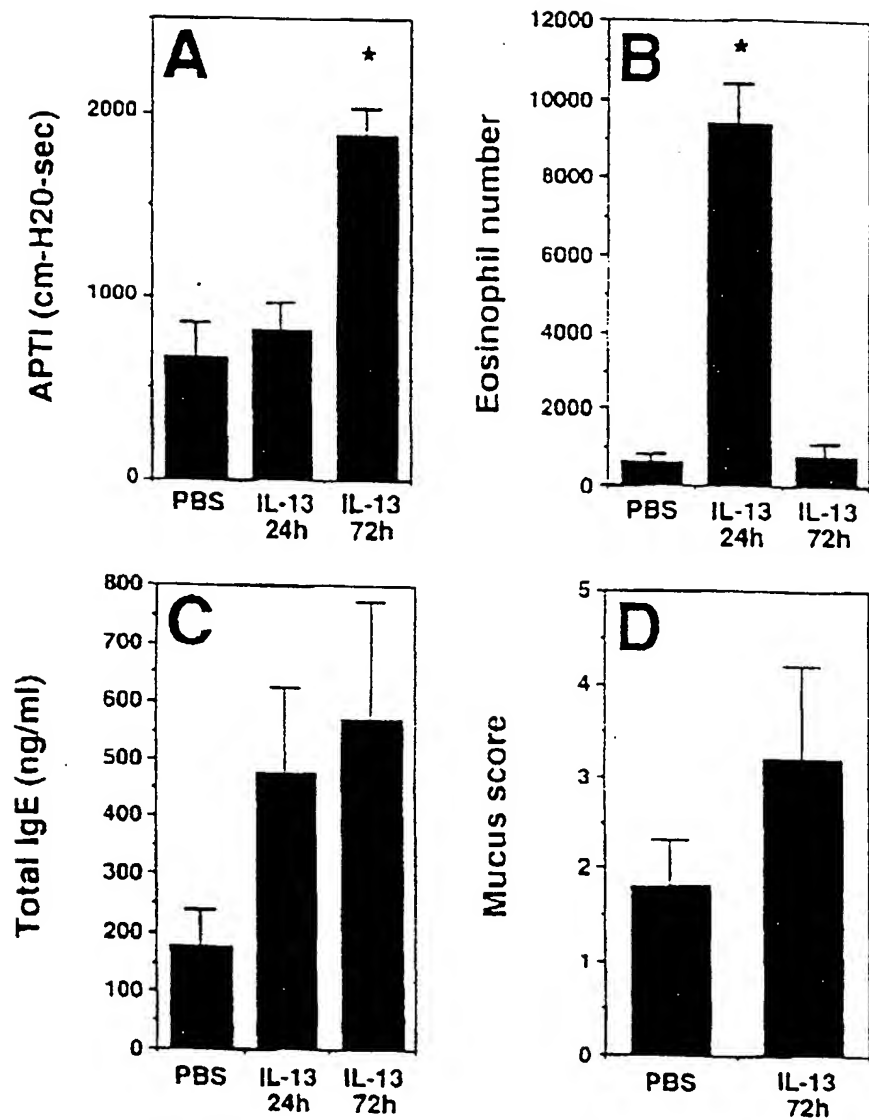 A
*
APTI (cm-H20-sec)
2000
1000
0
PBS
IL-13
24h
IL-13
72h
B
*
Eosinophil number
12000
10000
8000
6000
4000
2000
0
PBS
IL-13
24h
IL-13
72h
C
Total IgE (ng/ml)
800
700
600
500
400
300
200
100
0
PBS
IL-13
24h
IL-13
72h
D
Mucus score
5
4
3
2
1
0
PBS
IL-13
72h